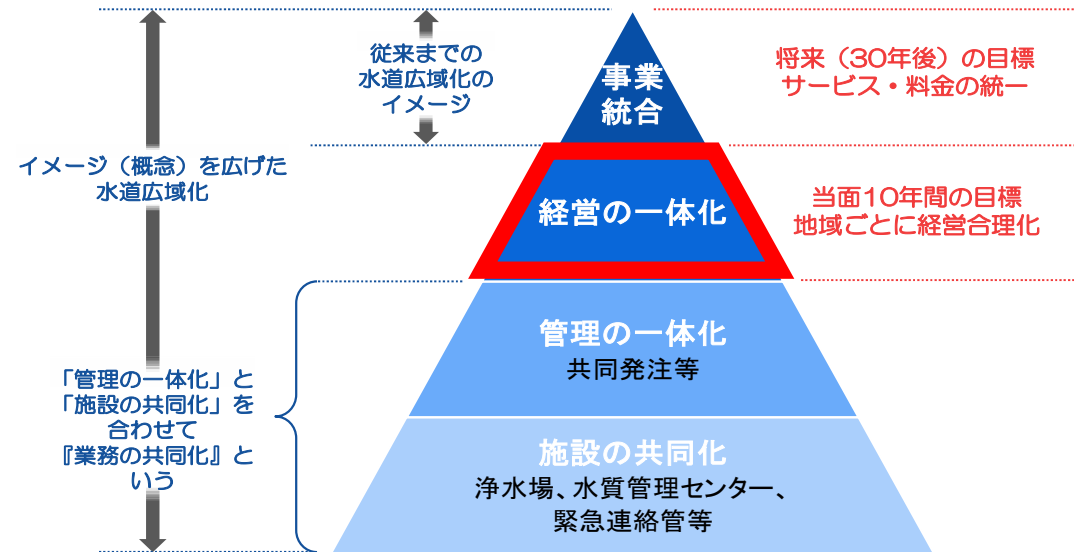 従来までの
水道広域化の
イメージ
事業
統合
将来（30年後）の目標
サービス・料金の統一
イメージ（概念）を広げた
水道広域化
経営の一体化
当面10年間の目標
地域ごとに経営合理化
管理の一体化
共同発注等
「管理の一体化」と
「施設の共同化」を
合わせて
『業務の共同化』と
いう
施設の共同化
浄水場、水質管理センター、
緊急連絡管等